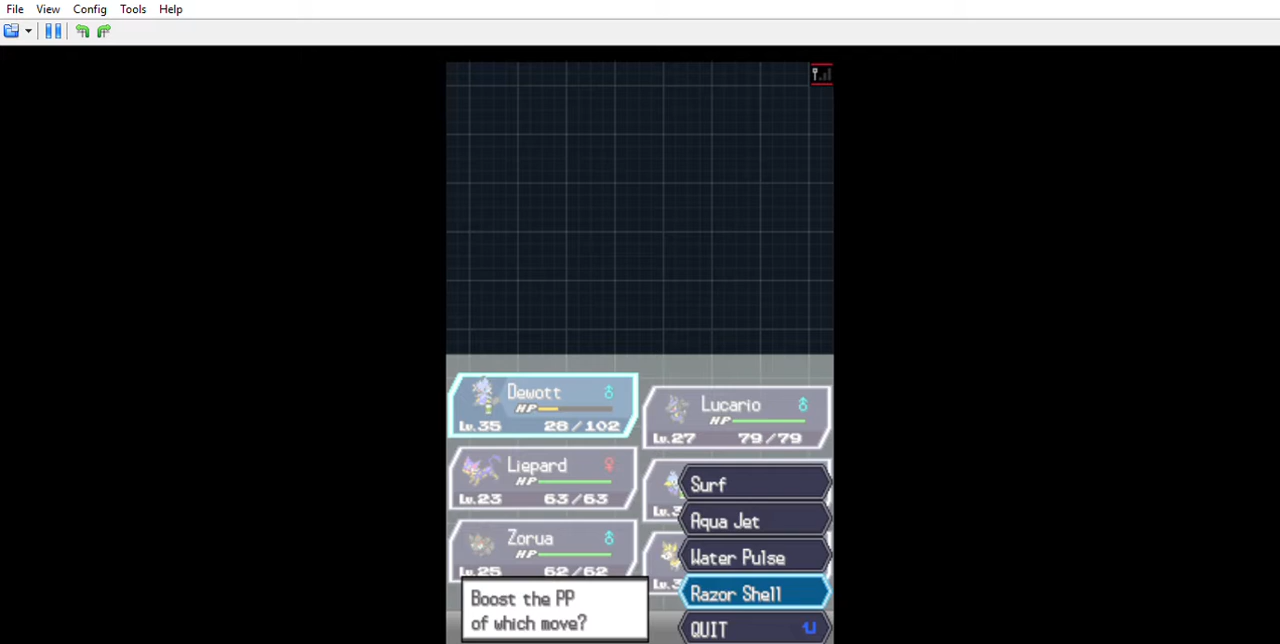 File View Config Tools Help
Dewott ♂
HP
Lv.35 28/102
Lucario ♂
HP
Lv.27 79/79
Liepard ♀
HP
Lv.23 63/63
Zorua ♂
HP
Lv.25 62/62
Surf
Aqua Jet
Water Pulse
Razor Shell
QUIT
Boost the PP
of which move?